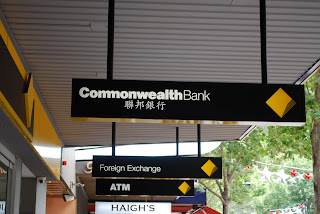 CommonwealthBank
聯邦銀行
Foreign Exchange
ATM
HAIGH'S